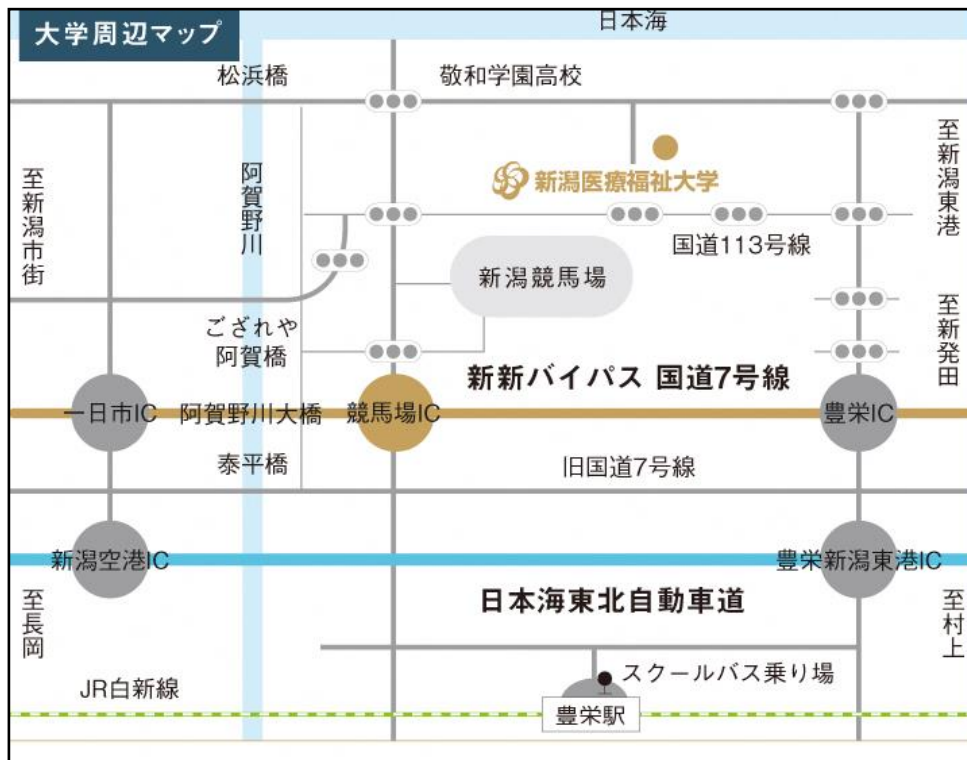 大学周辺マップ
日本海
松浜橋
敬和学園高校
至新潟市街
阿賀野川
至新潟東港
新潟医療福祉大学
国道113号線
新潟競馬場
ござれや
阿賀橋
至新発田
新新バイパス 国道7号線
一日市IC
阿賀野川大橋
競馬場IC
豊栄IC
泰平橋
旧国道7号線
新潟空港IC
豊栄新潟東港IC
至長岡
日本海東北自動車道
至村上
スクールバス乗り場
JR白新線
豊栄駅